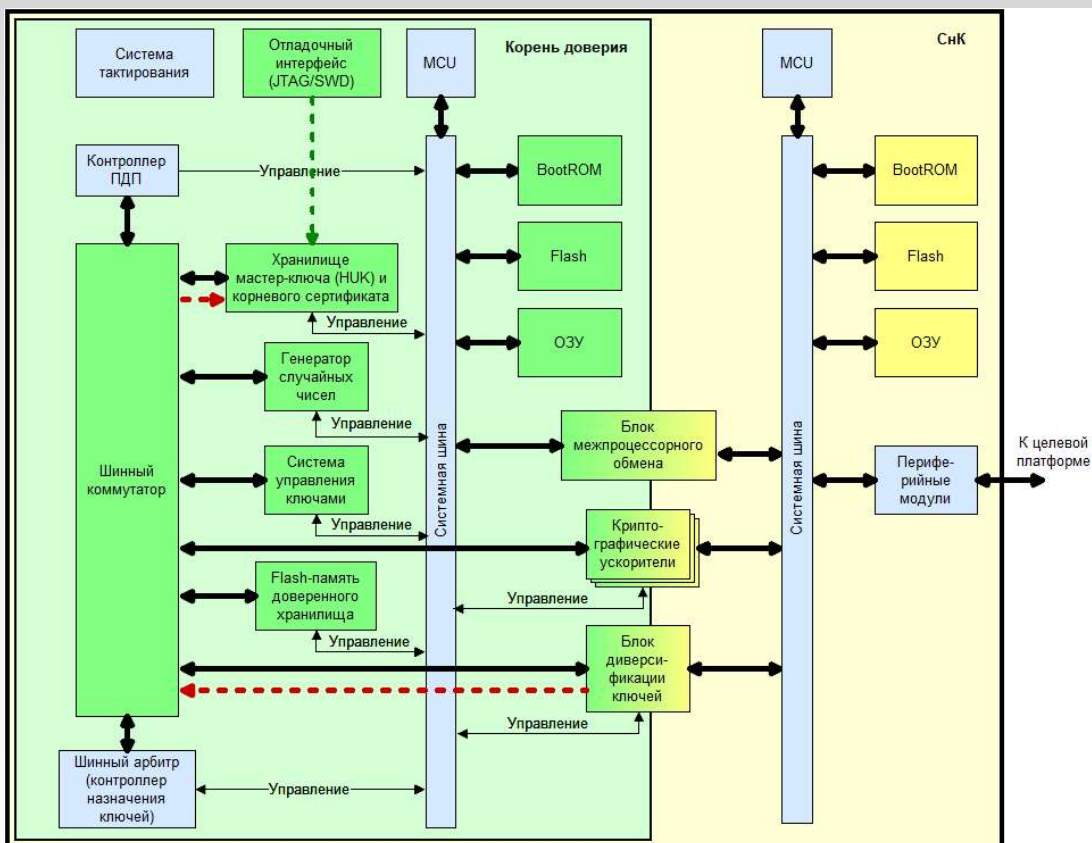 Система
тактирования
Отладочный
интерфейс
(JTAG/SWD)
MCU
Корень доверия
MCU
СнК
Контроллер
ПДП
Управление
BootROM
BootROM
Хранилище
мастер-ключа (HUK) и
корневого сертификата
Flash
Flash
Управление
ОЗУ
ОЗУ
Генератор
случайных
чисел
Управление
Блок
межпроцессорного
обмена
Шинный
коммутатор
Система
управления
ключами
Системная шина
Системная шина
Перифе-
рийные
модули
К целевой
платформе
Управление
Крипто-
графические
ускорители
Flash-память
доверенного
хранилища
Управление
Управление
Блок
диверси-
фикации
ключей
Управление
Шинный арбитр
(контроллер
назначения
ключей)
Управление